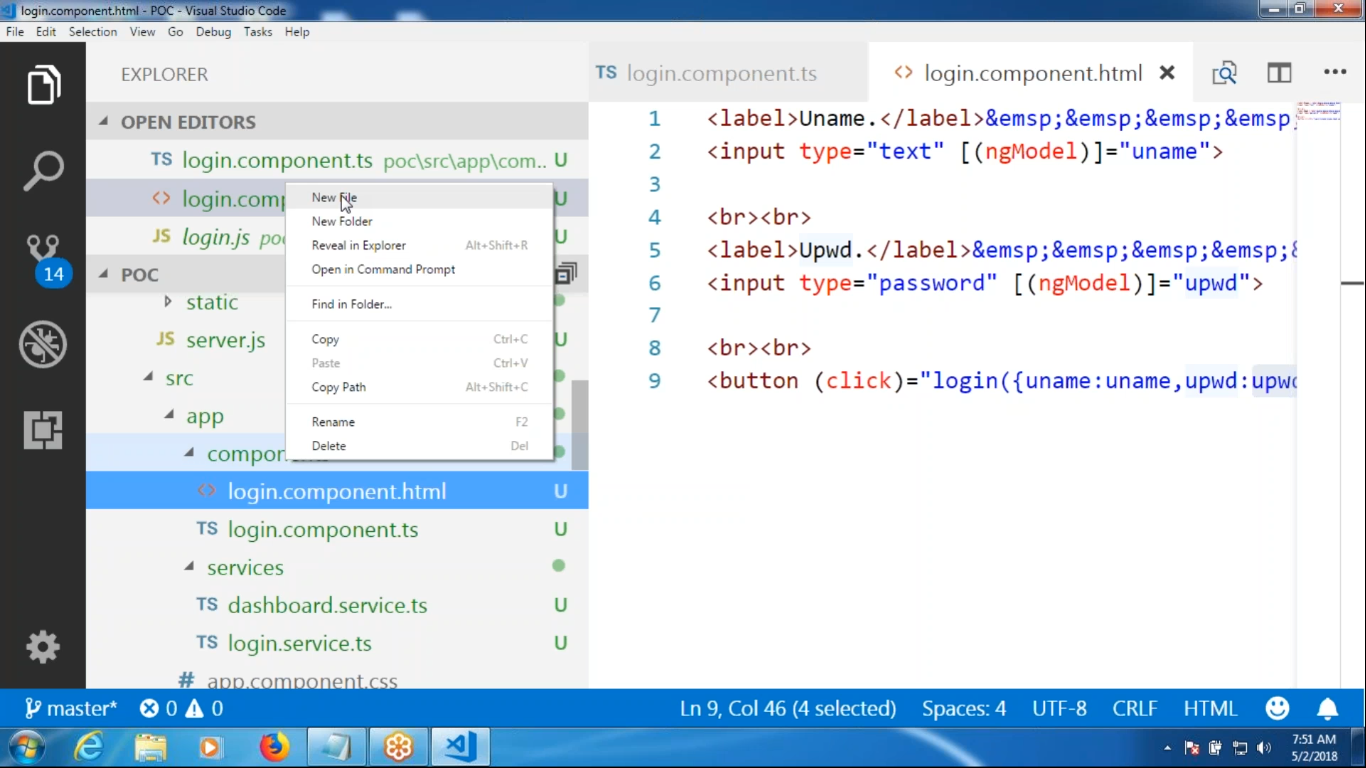 login.component.html - POC - Visual Studio Code
File Edit Selection View Go Debug Tasks Help
EXPLORER
OPEN EDITORS
TS login.component.ts poc\src\app\com... U
<> login.comp U
JS login.js po U
POC
static
JS server.js U
src
app
compon
<> login.component.html U
TS login.component.ts U
services
TS dashboard.service.ts U
TS login.service.ts U
# app.component.css
New File
New Folder
Reveal in Explorer Alt+Shift+R
Open in Command Prompt
Find in Folder...
Copy Ctrl+C
Paste Ctrl+V
Copy Path Alt+Shift+C
Rename F2
Delete Del
14
TS login.component.ts
<> login.component.html
1 <label>Uname.</label>&emsp;&emsp;&emsp;&emsp;
2 <input type="text" [(ngModel)]="uname">
3
4 <br><br>
5 <label>Upwd.</label>&emsp;&emsp;&emsp;&emsp;&
6 <input type="password" [(ngModel)]="upwd">
7
8 <br><br>
9 <button (click)="login({uname:uname,upwd:upwd
master* 0 0
Ln 9, Col 46 (4 selected) Spaces: 4 UTF-8 CRLF HTML
7:51 AM
5/2/2018